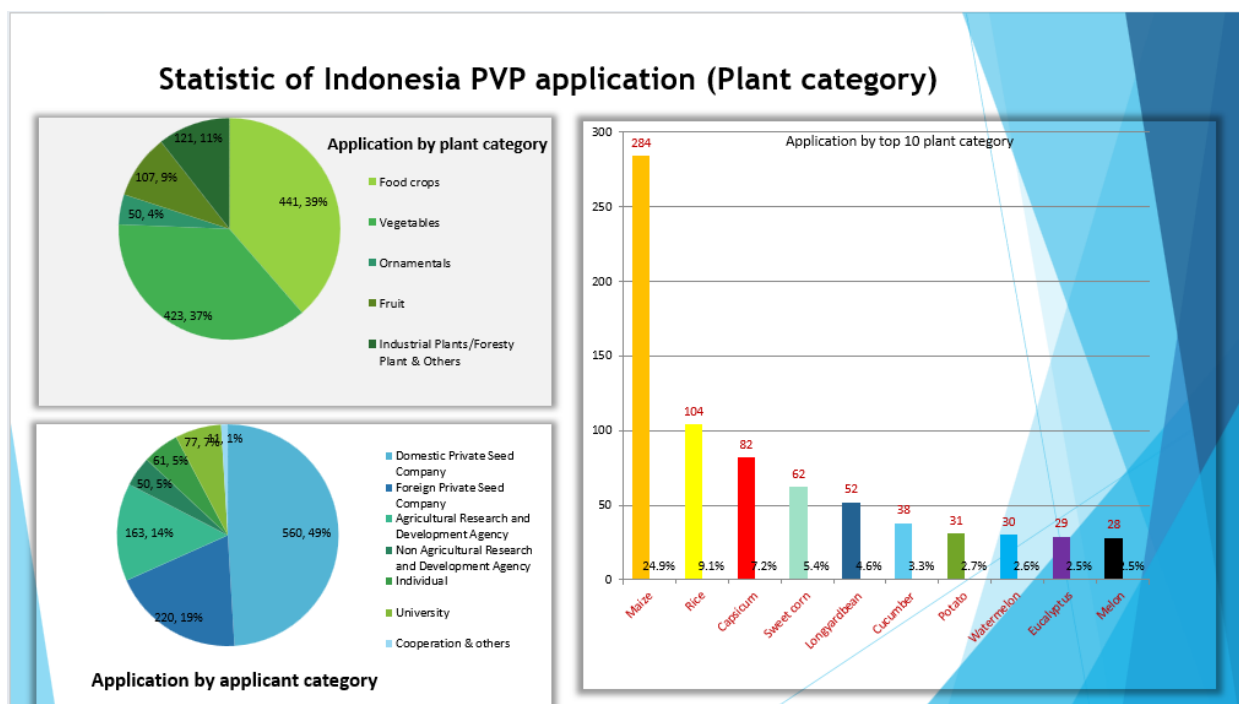 Statistic of Indonesia PVP application (Plant category)
Application by plant category
121, 11%
107, 9%
50, 4%
441, 39%
423, 37%
Food crops
Vegetables
Ornamentals
Fruit
Industrial Plants/Foresty
Plant & Others
77, 7%
11, 1%
61, 5%
50, 5%
163, 14%
560, 49%
220, 19%
Domestic Private Seed
Company
Foreign Private Seed
Company
Agricultural Research and
Development Agency
Non Agricultural Research
and Development Agency
Individual
University
Cooperation & others
Application by applicant category
Application by top 10 plant category
300
250
200
150
100
50
0
284
104
82
62
52
38
31
30
29
28
24.9%
9.1%
7.2%
5.4%
4.6%
3.3%
2.7%
2.6%
2.5%
2.5%
Maize
Rice
Capsicum
Sweet corn
Longyardbean
Cucumber
Potato
Watermelon
Eucalyptus
Melon